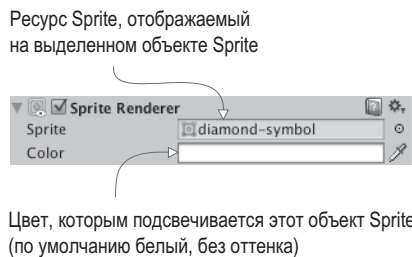 Ресурс Sprite, отображаемый
на выделенном объекте Sprite
Sprite Renderer
Sprite diamond-symbol
Color
Цвет, которым подсвечивается этот объект Sprite
(по умолчанию белый, без оттенка)